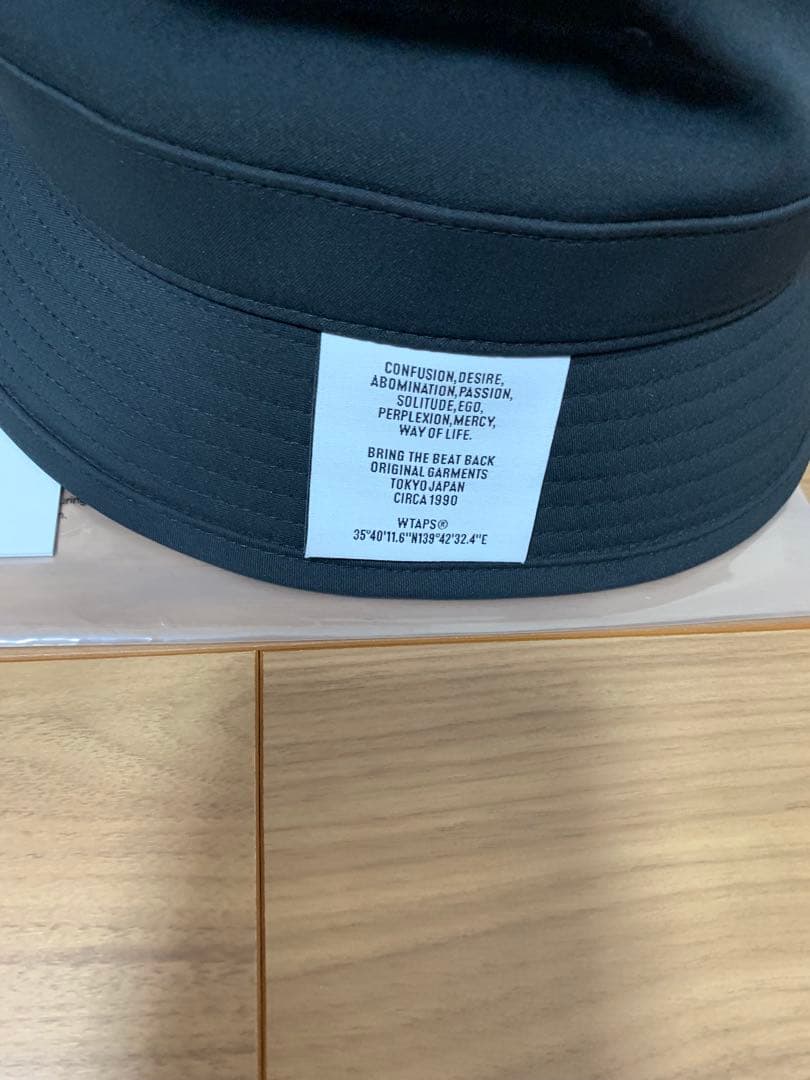 CONFUSION,DESIRE,
ABOMINATION,PASSION,
SOLITUDE,EGO,
PERPLEXION,MERCY,
WAY OF LIFE.
BRING THE BEAT BACK
ORIGINAL GARMENTS
TOKYO JAPAN
CIRCA 1990
WTAPS®
35°40'11.6"N139°42'32.4"E